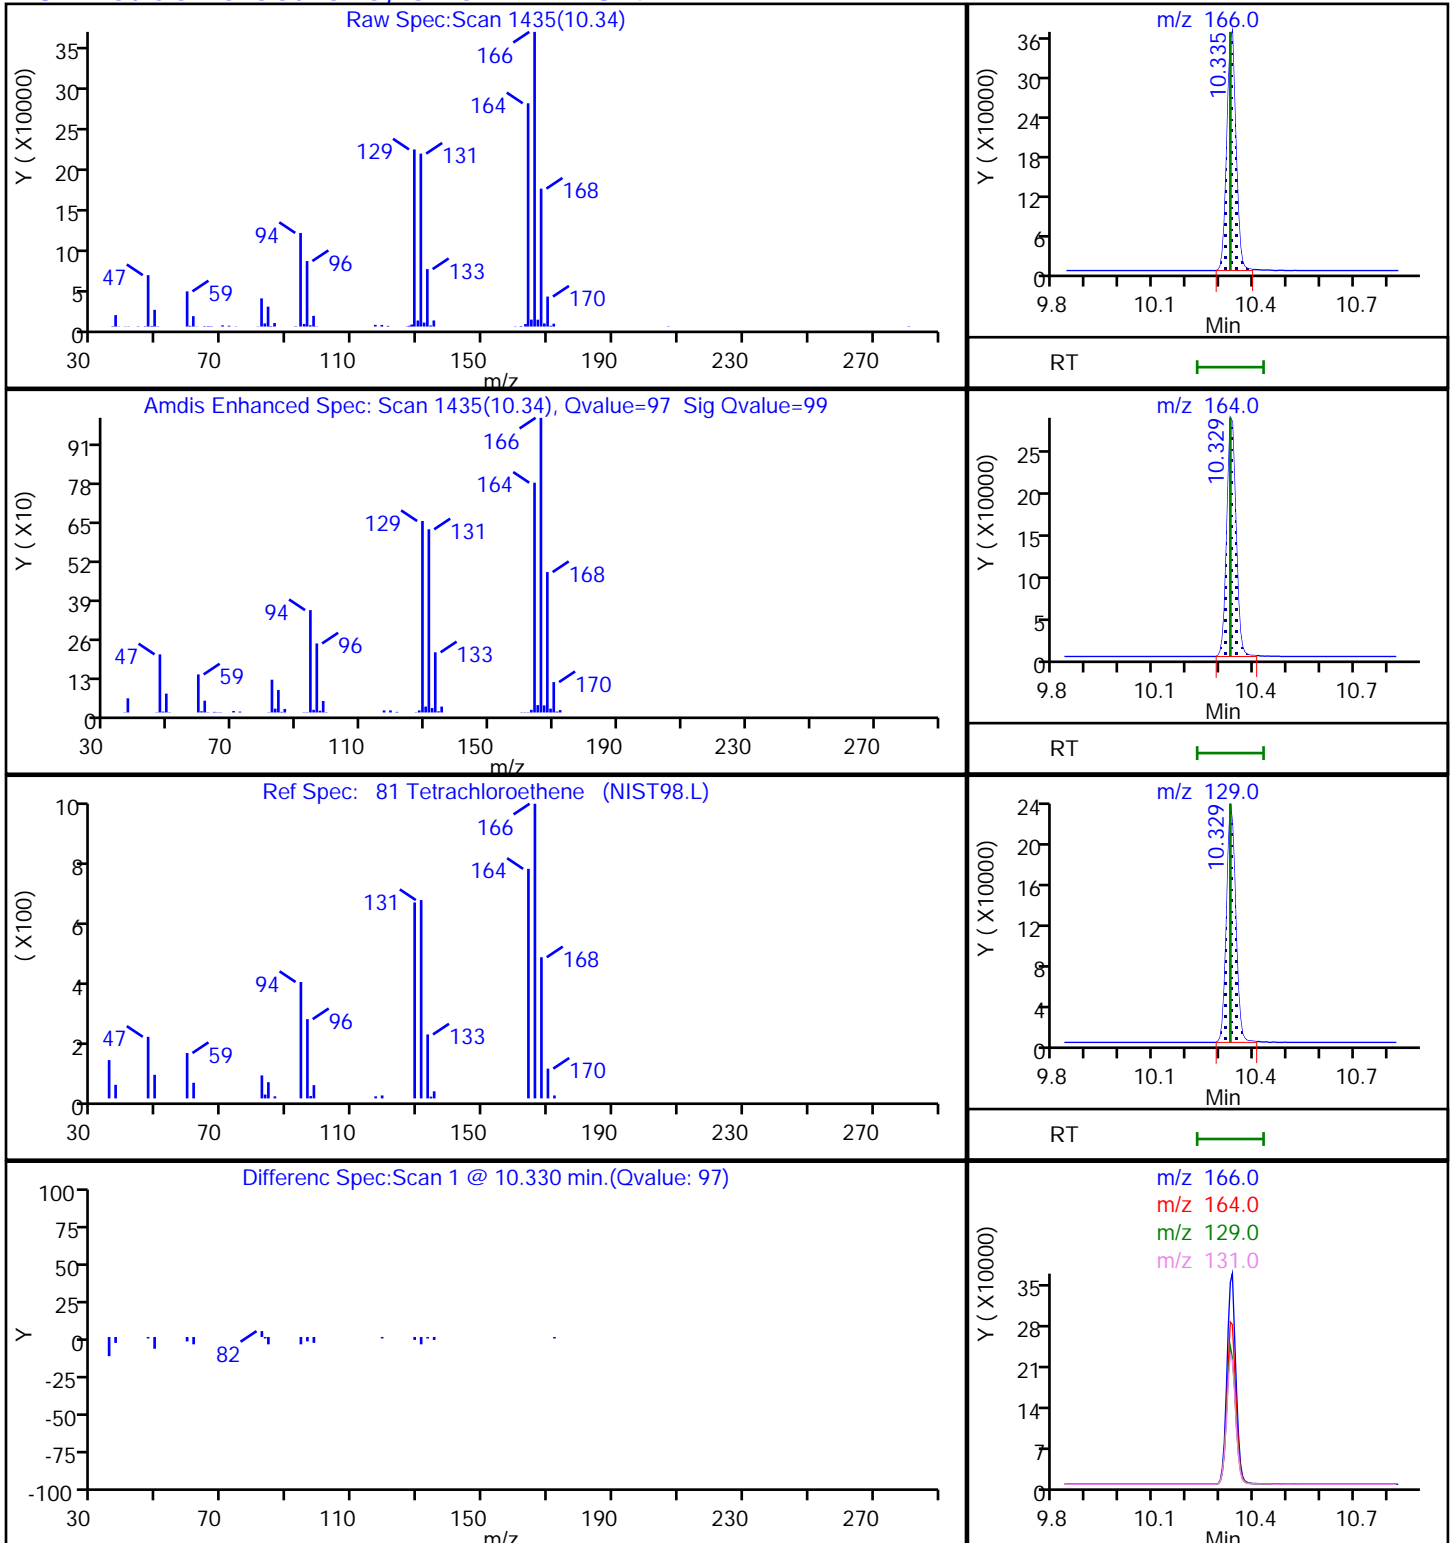 Raw Spec:Scan 1435(10.34)
Y ( X10000)
35
30
25
20
15
10
5
0
166
164
129
131
168
94
96
133
47
59
170
30 70 110 150 190 230 270
m/z
m/z 166.0
Y ( X10000)
36
30
24
18
12
6
0
10.335
9.8 10.1 10.4 10.7
Min
RT
Amdis Enhanced Spec: Scan 1435(10.34), Qvalue=97 Sig Qvalue=99
Y ( X10)
91
78
65
52
39
26
13
0
166
164
129
131
168
94
96
133
47
59
170
30 70 110 150 190 230 270
m/z
m/z 164.0
Y ( X10000)
25
20
15
10
5
0
10.329
9.8 10.1 10.4 10.7
Min
RT
Ref Spec: 81 Tetrachloroethene (NIST98.L)
( X100)
10
8
6
4
2
0
166
164
131
168
94
96
133
47
59
170
30 70 110 150 190 230 270
m/z 129.0
Y ( X10000)
24
20
16
12
8
4
0
10.329
9.8 10.1 10.4 10.7
Min
RT
Differenc Spec:Scan 1 @ 10.330 min.(Qvalue: 97)
Y
100
75
50
25
0
-25
-50
-75
-100
82
30 70 110 150 190 230 270
m/z
m/z 166.0
m/z 164.0
m/z 129.0
m/z 131.0
Y ( X10000)
35
28
21
14
7
0
9.8 10.1 10.4 10.7
Min